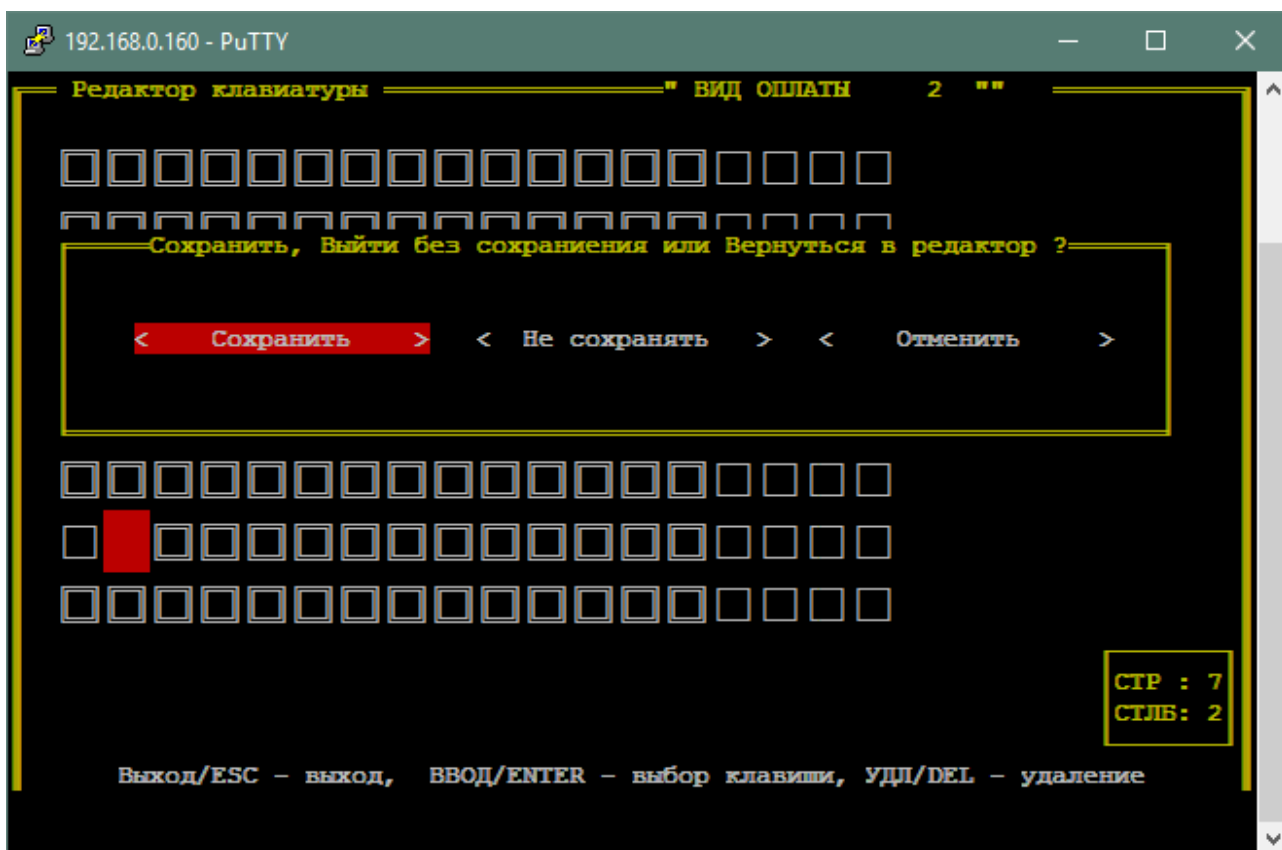 192.168.0.160 - PuTTY
Редактор клавиатуры " ВИД ОПЛАТЫ 2 ""
Сохранить, Выйти без сохраниения или Вернуться в редактор ?
< Сохранить > < Не сохранять > < Отменить >
СТР : 7
СТЛБ: 2
Выход/ESC – выход, ВВОД/ENTER – выбор клавиши, УДЛ/DEL – удаление